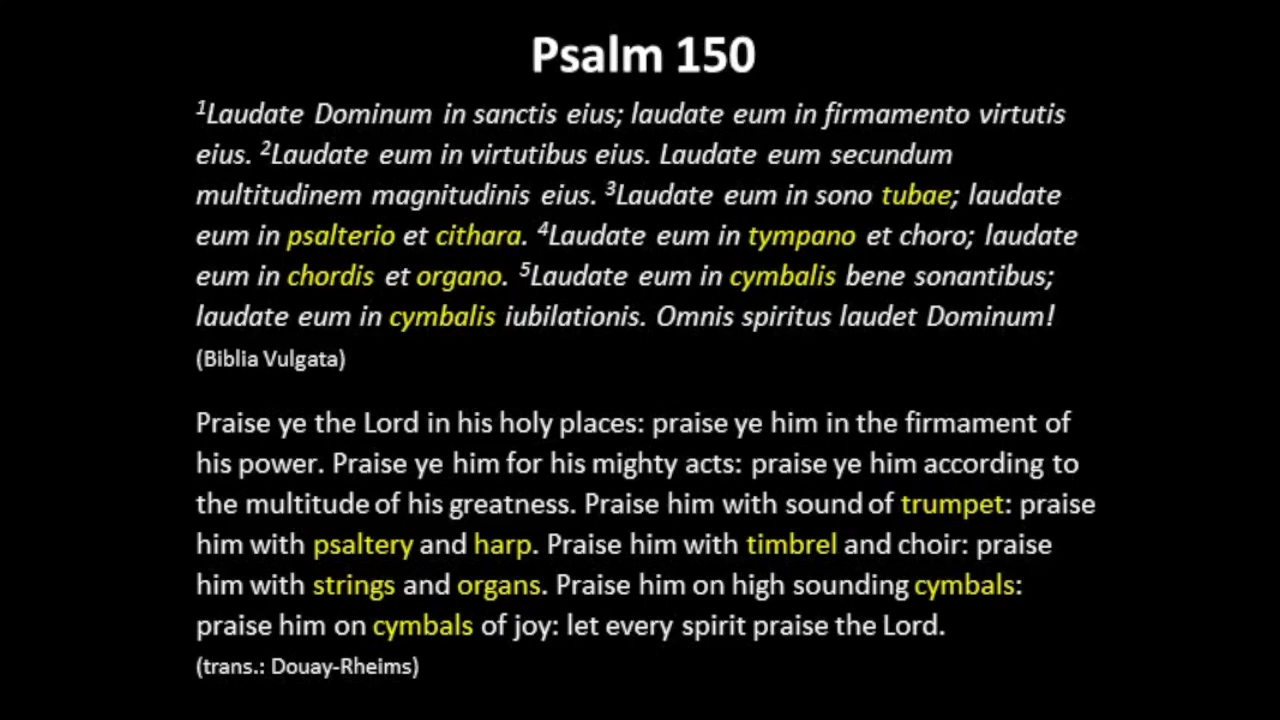 Psalm 150
¹Laudate Dominum in sanctis eius; laudate eum in firmamento virtutis
eius. ²Laudate eum in virtutibus eius. Laudate eum secundum
multitudinem magnitudinis eius. ³Laudate eum in sono tubae; laudate
eum in psalterio et cithara. ⁴Laudate eum in tympano et choro; laudate
eum in chordis et organo. ⁵Laudate eum in cymbalis bene sonantibus;
laudate eum in cymbalis iubilationis. Omnis spiritus laudet Dominum!
(Biblia Vulgata)
Praise ye the Lord in his holy places: praise ye him in the firmament of
his power. Praise ye him for his mighty acts: praise ye him according to
the multitude of his greatness. Praise him with sound of trumpet: praise
him with psaltery and harp. Praise him with timbrel and choir: praise
him with strings and organs. Praise him on high sounding cymbals:
praise him on cymbals of joy: let every spirit praise the Lord.
(trans.: Douay-Rheims)